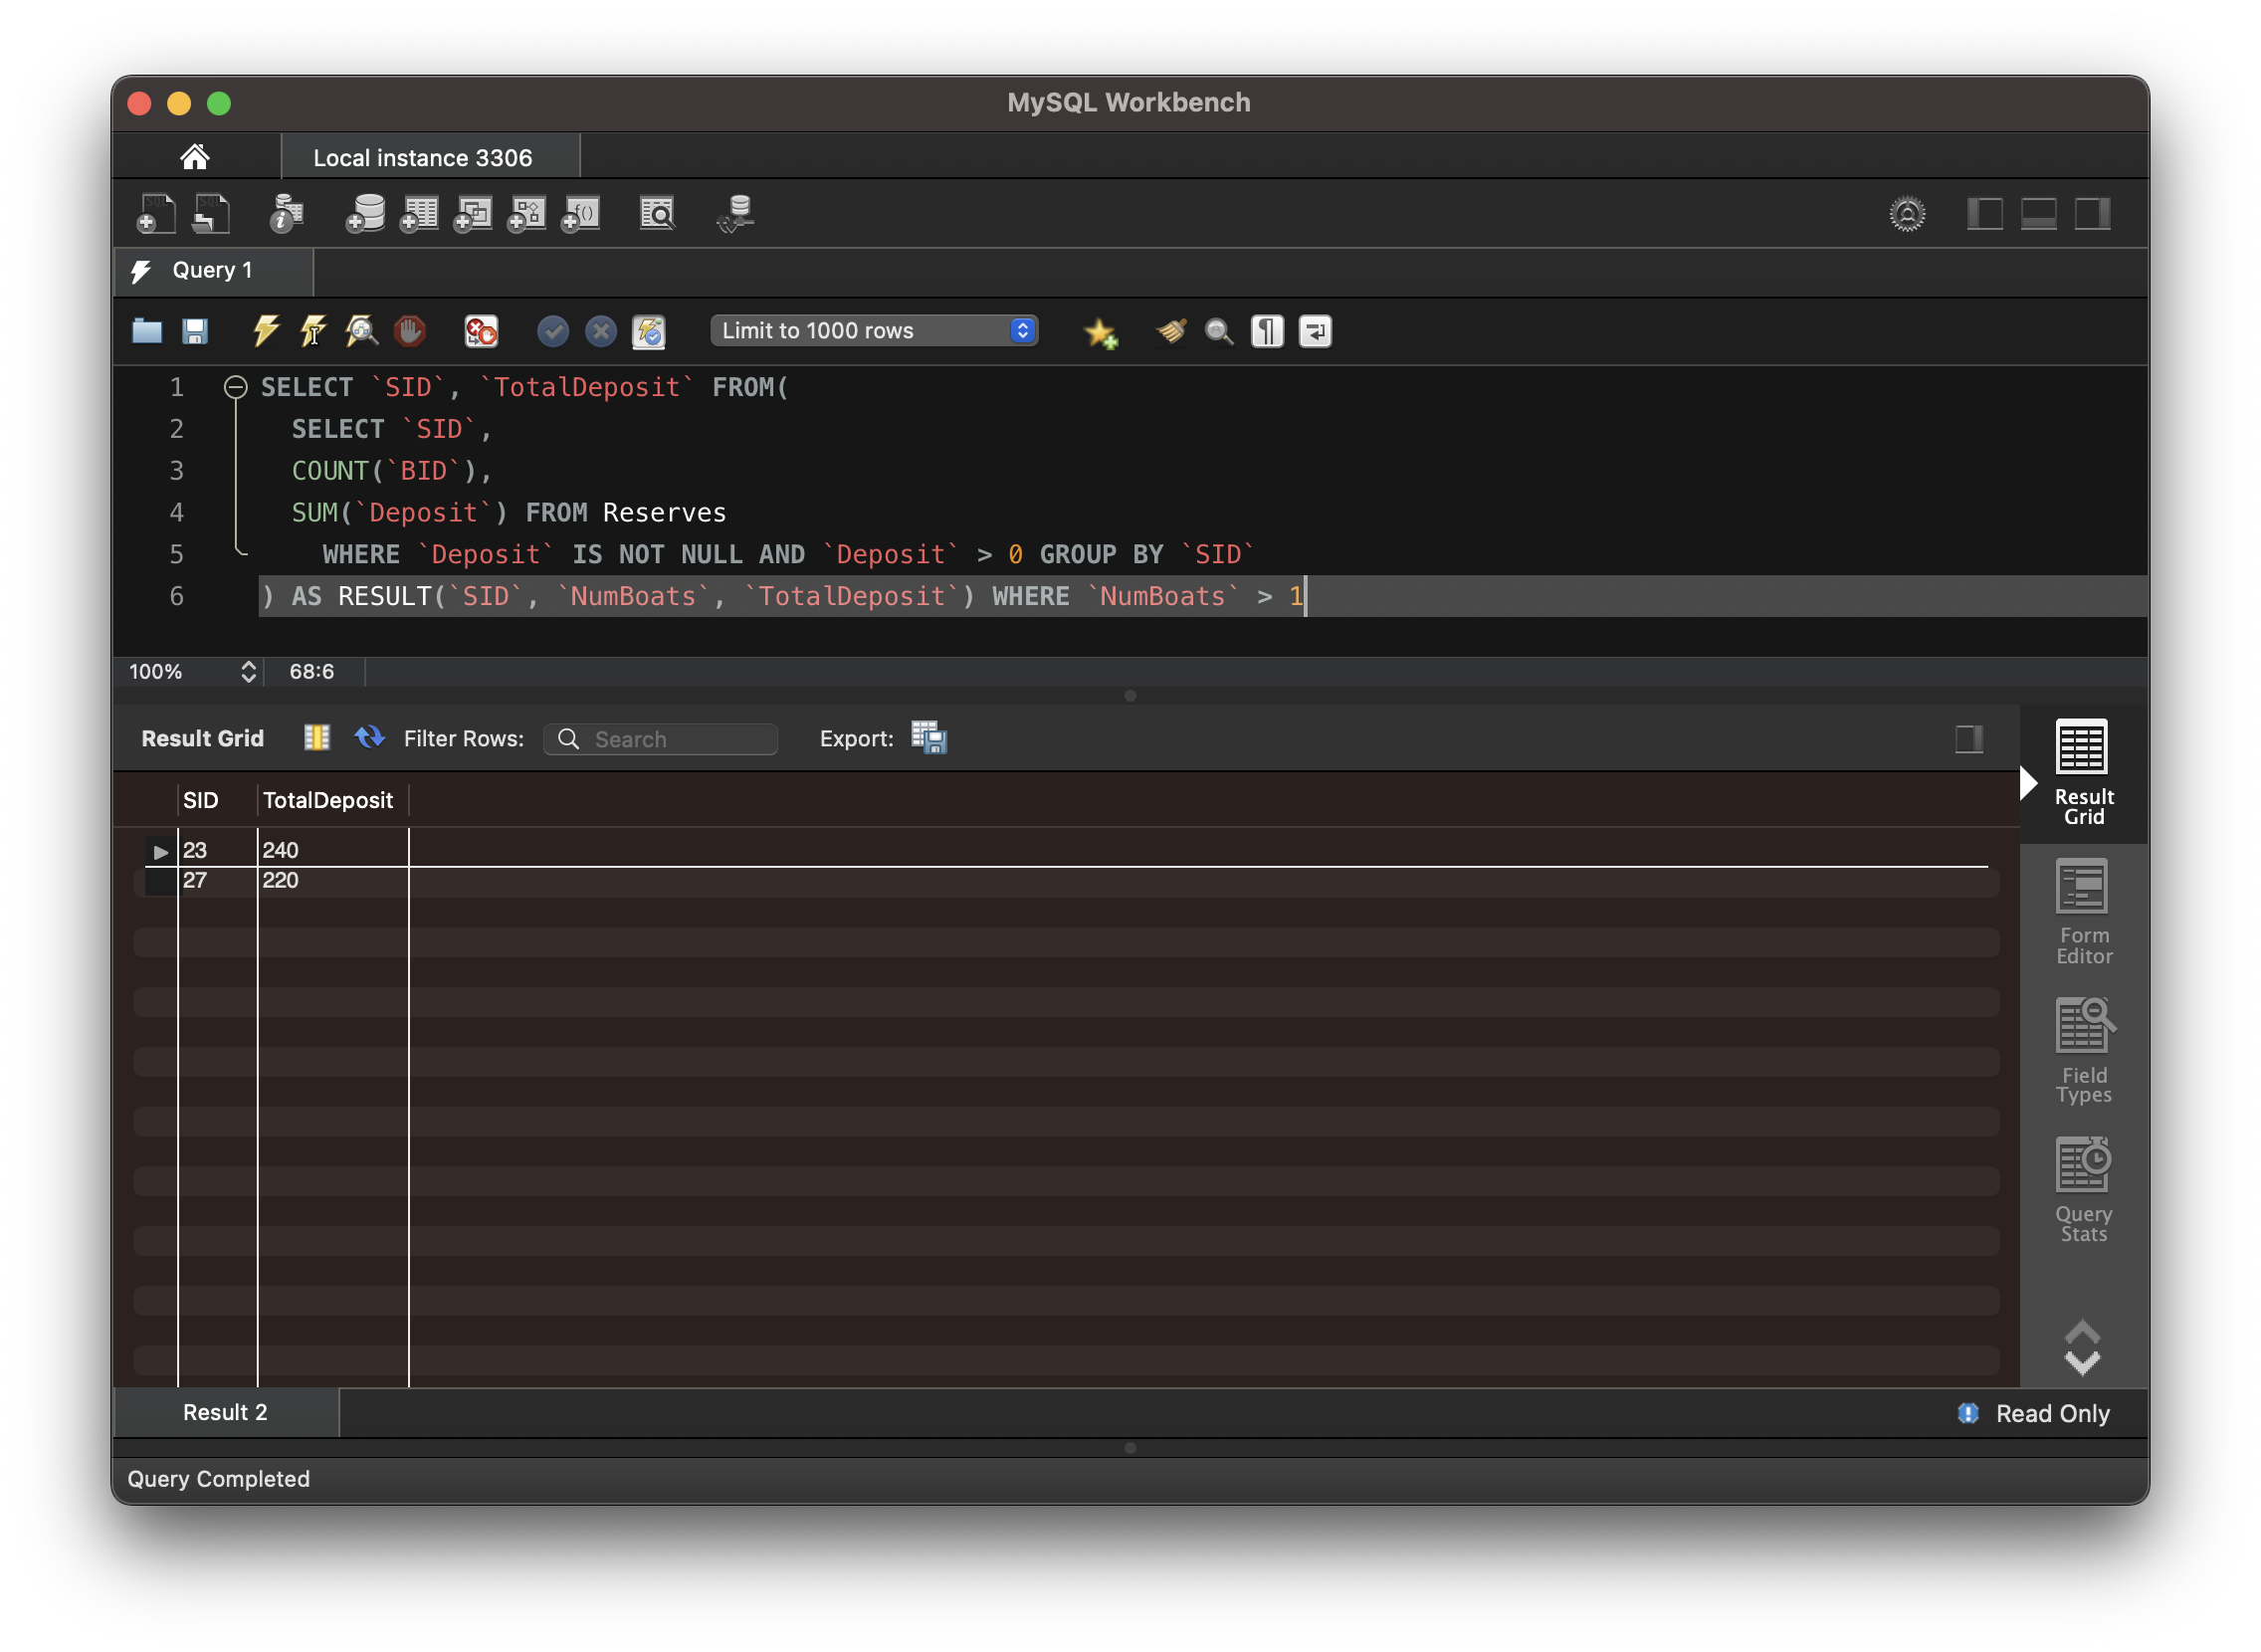 MySQL Workbench
Local instance 3306
Query 1
Limit to 1000 rows
1 SELECT `SID`, `TotalDeposit` FROM(
2 SELECT `SID`,
3 COUNT(`BID`),
4 SUM(`Deposit`) FROM Reserves
5 WHERE `Deposit` IS NOT NULL AND `Deposit` > 0 GROUP BY `SID`
6 ) AS RESULT(`SID`, `NumBoats`, `TotalDeposit`) WHERE `NumBoats` > 1
100% 68:6
Result Grid Filter Rows: Search Export:
SID TotalDeposit
23 240
27 220
Result
Grid
Form
Editor
Field
Types
Query
Stats
Result 2 Read Only
Query Completed